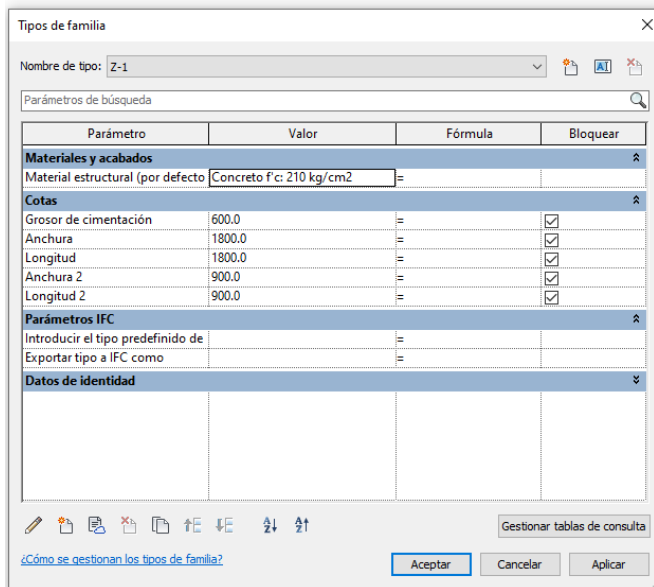 Tipos de familia
Nombre de tipo: Z-1
Parámetros de búsqueda
Parámetro Valor Fórmula Bloquear
Materiales y acabados
Material estructural (por defecto Concreto f'c: 210 kg/cm2 =
Cotas
Grosor de cimentación 600.0 =
Anchura 1800.0 =
Longitud 1800.0 =
Anchura 2 900.0 =
Longitud 2 900.0 =
Parámetros IFC
Introducir el tipo predefinido de =
Exportar tipo a IFC como =
Datos de identidad
Gestionar tablas de consulta
¿Cómo se gestionan los tipos de familia?
Aceptar Cancelar Aplicar